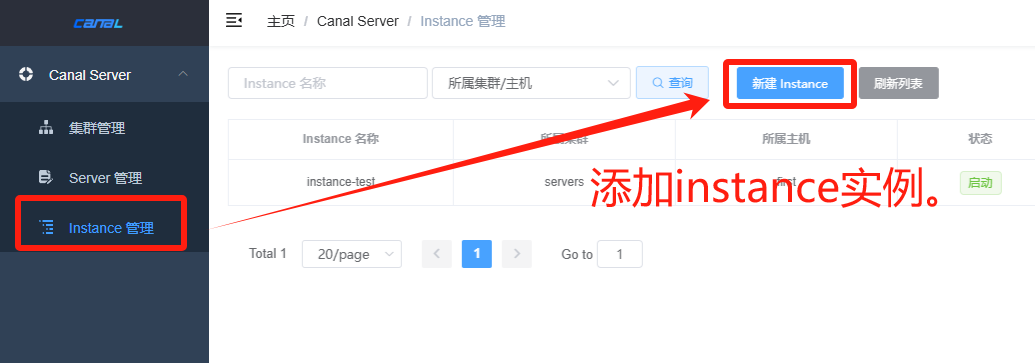 CANAL
主页 / Canal Server / Instance 管理
Canal Server
集群管理
Server 管理
Instance 管理
Instance 名称
所属集群/主机
查询
新建 Instance
刷新列表
Instance 名称 所属集群 所属主机 状态
instance-test servers first 启动
添加instance实例。
Total 1 20/page 1 Go to 1